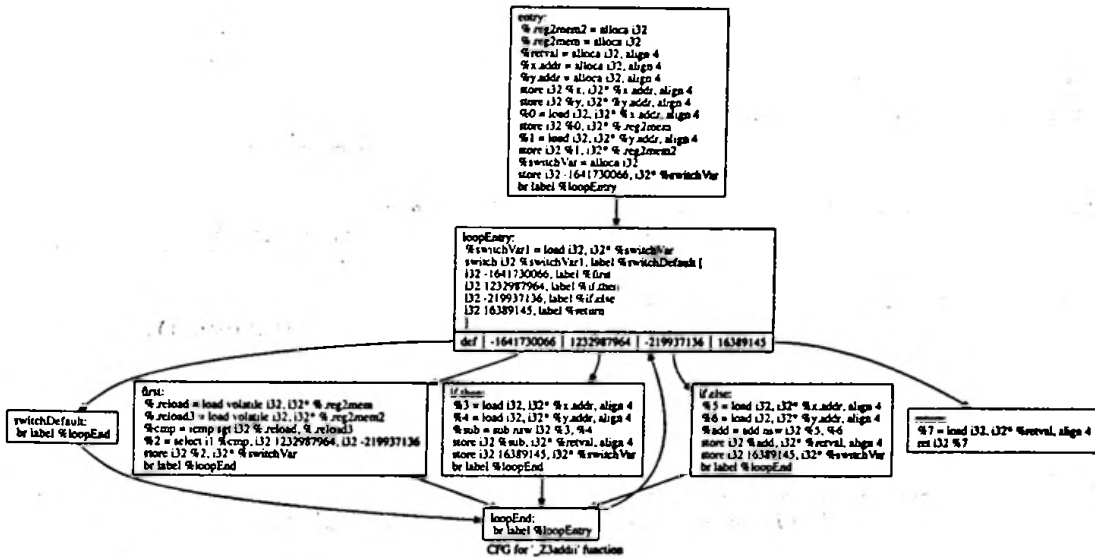 entry:
%.reg2mem2 = alloca i32
%.reg2mem = alloca i32
%retval = alloca i32, align 4
%x.addr = alloca i32, align 4
%y.addr = alloca i32, align 4
store i32 %x, i32* %x.addr, align 4
store i32 %y, i32* %y.addr, align 4
%0 = load i32, i32* %x.addr, align 4
store i32 %0, i32* %.reg2mem
%1 = load i32, i32* %y.addr, align 4
store i32 %1, i32* %.reg2mem2
%switchVar = alloca i32
store i32 -1641730066, i32* %switchVar
br label %loopEntry
loopEntry:
%switchVar1 = load i32, i32* %switchVar
switch i32 %switchVar1, label %switchDefault [
i32 -1641730066, label %first
i32 1232987964, label %if.then
i32 -219937136, label %if.else
i32 16389145, label %return
]
def | -1641730066 | 1232987964 | -219937136 | 16389145
switchDefault:
br label %loopEnd
first:
%.reload = load volatile i32, i32* %.reg2mem
%.reload3 = load volatile i32, i32* %.reg2mem2
%cmp = icmp sgt i32 %.reload, %.reload3
%2 = select i1 %cmp, i32 1232987964, i32 -219937136
store i32 %2, i32* %switchVar
br label %loopEnd
if.then:
%3 = load i32, i32* %x.addr, align 4
%4 = load i32, i32* %y.addr, align 4
%sub = sub nsw i32 %3, %4
store i32 %sub, i32* %retval, align 4
store i32 16389145, i32* %switchVar
br label %loopEnd
if.else:
%5 = load i32, i32* %x.addr, align 4
%6 = load i32, i32* %y.addr, align 4
%add = add nsw i32 %5, %6
store i32 %add, i32* %retval, align 4
store i32 16389145, i32* %switchVar
br label %loopEnd
%7 = load i32, i32* %retval, align 4
ret i32 %7
loopEnd:
br label %loopEntry
CFG for '_Z3addii' function